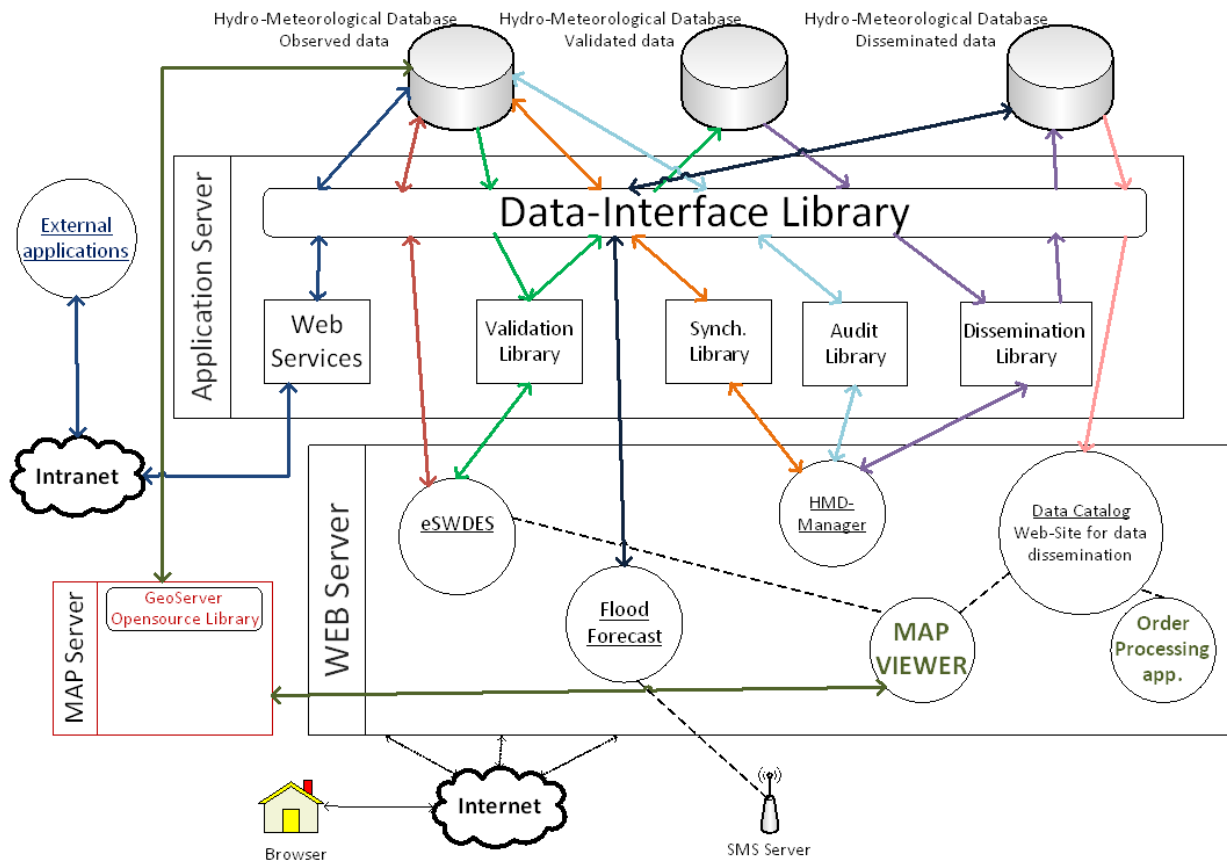 Hydro-Meteorological Database
Observed data
Hydro-Meteorological Database
Validated data
Hydro-Meteorological Database
Disseminated data
Application Server
Data-Interface Library
External
applications
Web
Services
Validation
Library
Synch.
Library
Audit
Library
Dissemination
Library
Intranet
WEB Server
eSWDES
HMD-
Manager
Data Catalog
Web-Site for data
dissemination
Flood
Forecast
MAP
VIEWER
Order
Processing
app.
MAP Server
GeoServer
Opensource Library
Internet
Browser
SMS Server